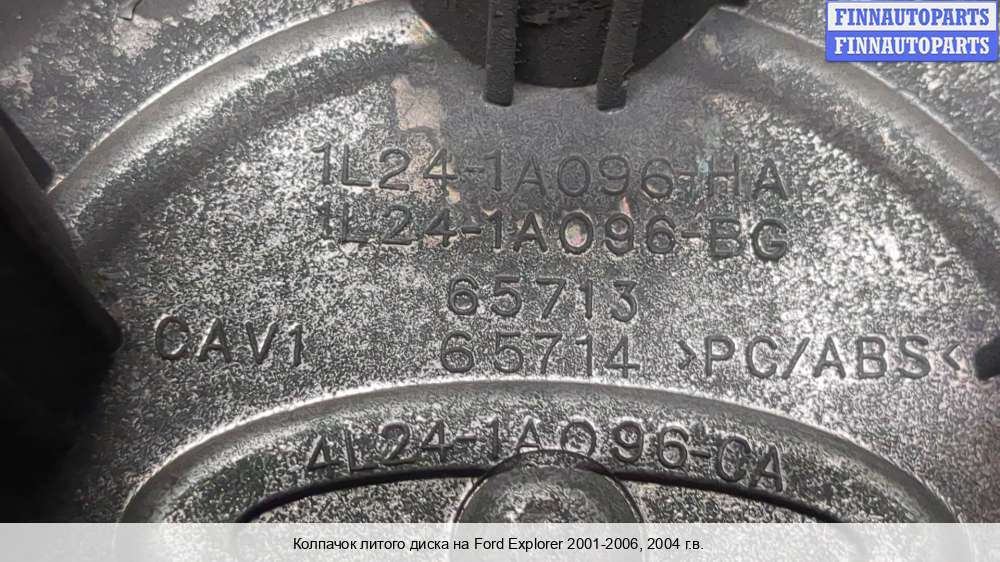 FINNAUTOPARTS
FINNAUTOPARTS
1L24-1A096-HA
1L24-1A096-BG
65713
CAV1 65714 >PC/ABS<
4L24-1A096-CA
Колпачок литого диска на Ford Explorer 2001-2006, 2004 г.в.